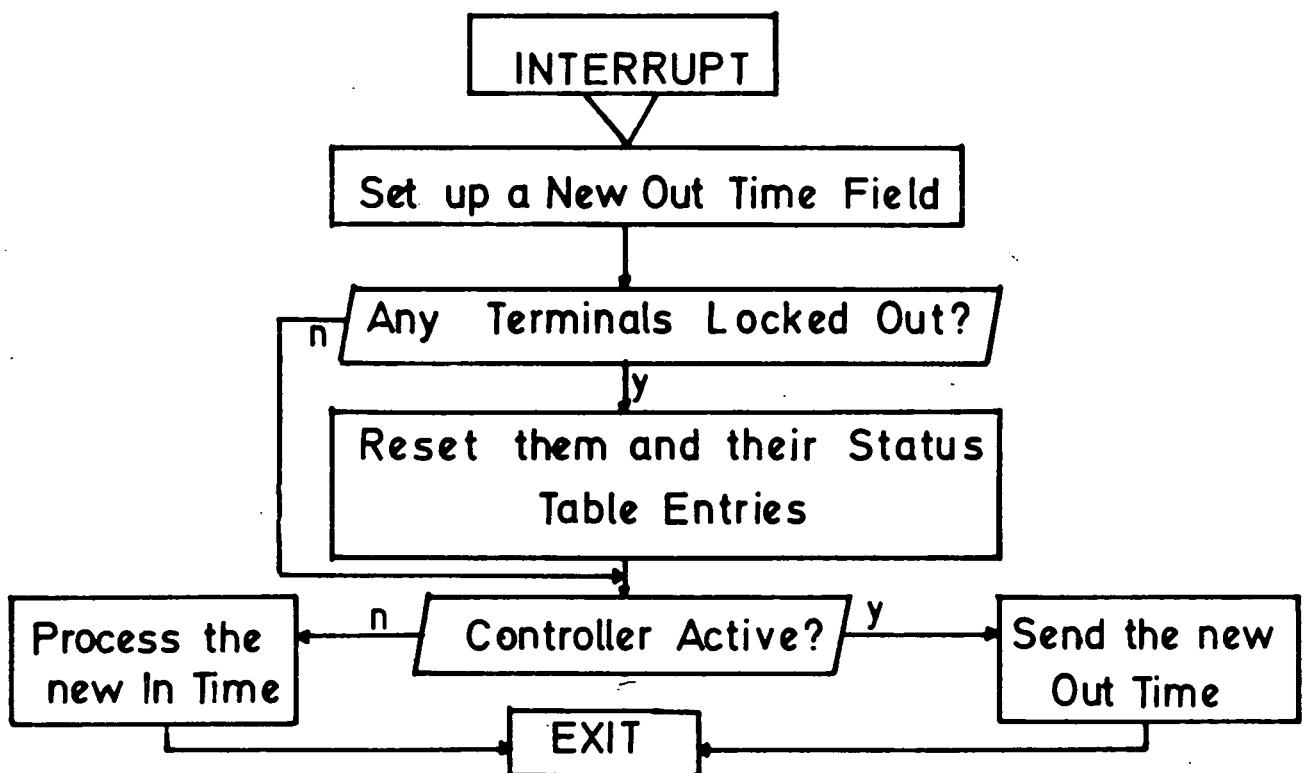 INTERRUPT
Set up a New Out Time Field
Any Terminals Locked Out?
n
y
Reset them and their Status
Table Entries
n
Controller Active?
y
Process the
new In Time
Send the new
Out Time
EXIT